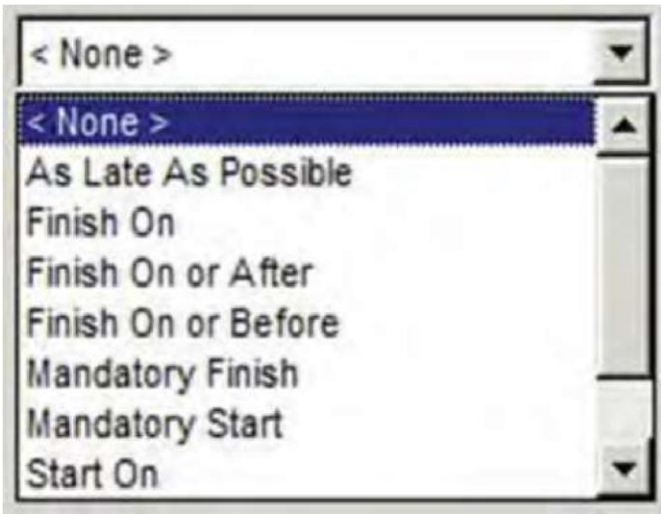 < None >
< None >
As Late As Possible
Finish On
Finish On or After
Finish On or Before
Mandatory Finish
Mandatory Start
Start On